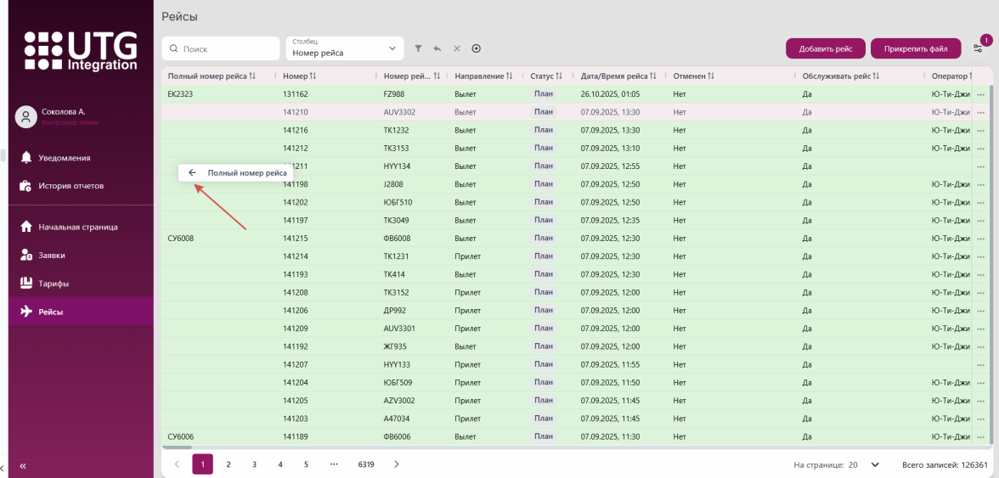 UTG
Integration
Соколова А.
Контроллер заявки
Уведомления
История отчетов
Начальная страница
Заявки
Тарифы
Рейсы
Рейсы
Поиск
Столбец
Номер рейса
Добавить рейс
Прикрепить файл
1
Полный номер рейса Номер Номер рей... Направление Статус Дата/Время рейса Отменен Обслуживать рейс Оператор
ЕК2323 131162 FZ988 Вылет План 26.10.2025, 01:05 Нет Да Ю-Ти-Джи ...
141210 AUV3302 Вылет План 07.09.2025, 13:30 Нет Да Ю-Ти-Джи ...
141216 TK1232 Вылет План 07.09.2025, 13:30 Нет Да Ю-Ти-Джи ...
141212 TK3153 Вылет План 07.09.2025, 13:10 Нет Да Ю-Ти-Джи ...
1211 HYY134 Вылет План 07.09.2025, 12:55 Нет Да ...
Полный номер рейса
141198 J2808 Вылет План 07.09.2025, 12:50 Нет Да Ю-Ти-Джи ...
141202 ЮБГ510 Вылет План 07.09.2025, 12:50 Нет Да Ю-Ти-Джи ...
141197 TK3049 Вылет План 07.09.2025, 12:35 Нет Да Ю-Ти-Джи ...
СУ6008 141215 ФВ6008 Вылет План 07.09.2025, 12:30 Нет Да Ю-Ти-Джи ...
141214 TK1231 Прилет План 07.09.2025, 12:30 Нет Да Ю-Ти-Джи ...
141193 TK414 Вылет План 07.09.2025, 12:30 Нет Да Ю-Ти-Джи ...
141208 TK3152 Прилет План 07.09.2025, 12:00 Нет Да Ю-Ти-Джи ...
141206 ДР992 Прилет План 07.09.2025, 12:00 Нет Да Ю-Ти-Джи ...
141209 AUV3301 Прилет План 07.09.2025, 12:00 Нет Да Ю-Ти-Джи ...
141192 ЖГ935 Вылет План 07.09.2025, 12:00 Нет Да Ю-Ти-Джи ...
141207 HYY133 Прилет План 07.09.2025, 11:55 Нет Да ...
141204 ЮБГ509 Прилет План 07.09.2025, 11:50 Нет Да Ю-Ти-Джи ...
141205 AZV3002 Прилет План 07.09.2025, 11:45 Нет Да Ю-Ти-Джи ...
141203 A47034 Прилет План 07.09.2025, 11:45 Нет Да Ю-Ти-Джи ...
СУ6006 141189 ФВ6006 Вылет План 07.09.2025, 11:30 Нет Да Ю-Ти-Джи ...
1 2 3 4 5 ... 6319
На странице: 20
Всего записей: 126361